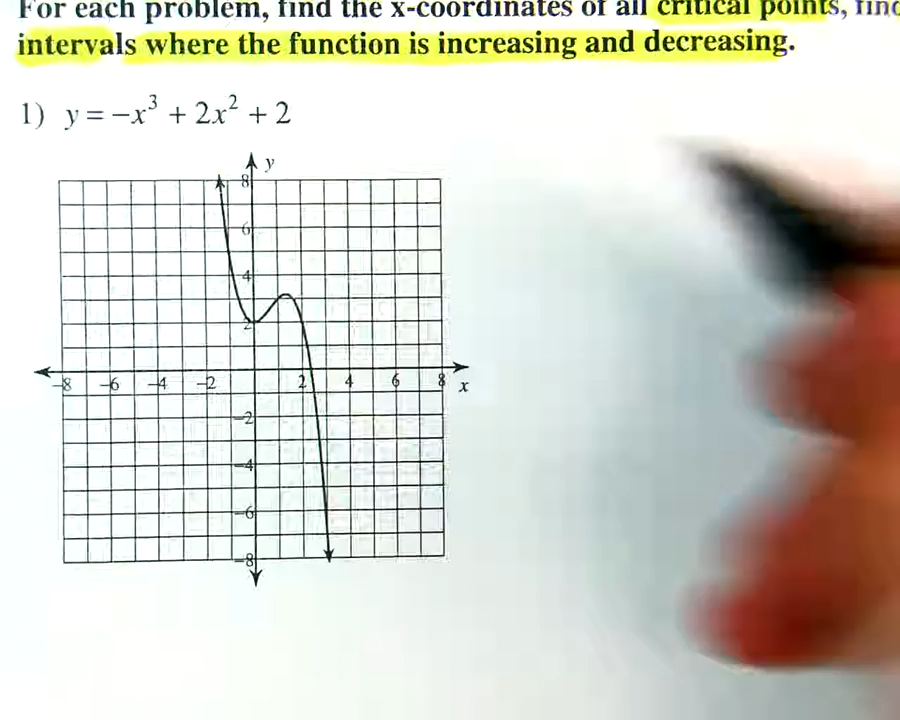 For each problem, find the x-coordinates of all critical points,
intervals where the function is increasing and decreasing.
1) y = −x³ + 2x² + 2
y
8
6
4
2
−8 −6 −4 −2 2 4 6 8 x
−2
−4
−6
−8